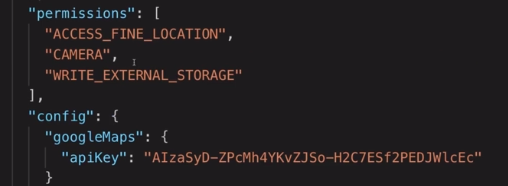 "permissions": [
"ACCESS_FINE_LOCATION",
"CAMERA",
"WRITE_EXTERNAL_STORAGE"
],
"config": {
"googleMaps": {
"apiKey": "AIzaSyD-ZPcMh4YKvZJSo-H2C7ESf2PEDJWlcEc"
}